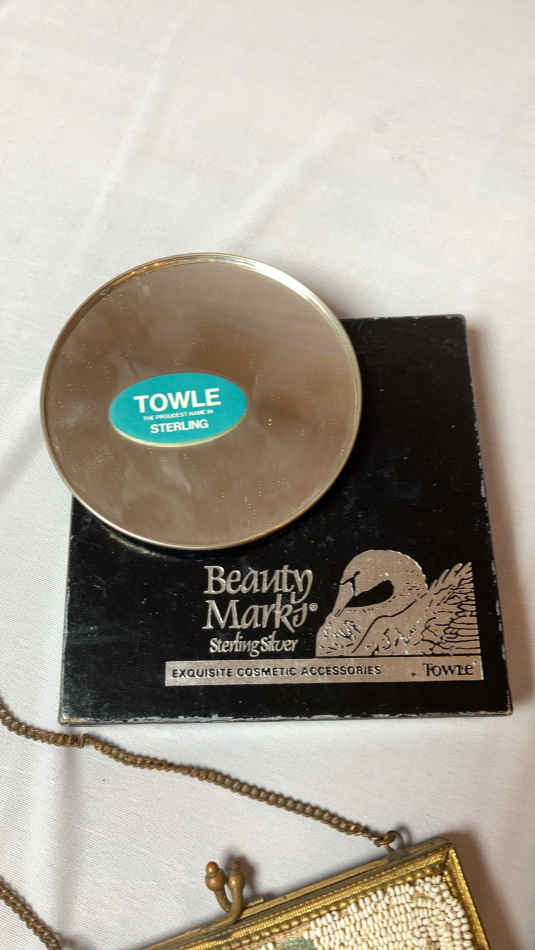 TOWLE
THE PROUDEST NAME IN
STERLING
Beauty
Marks®
Sterling Silver
EXQUISITE COSMETIC ACCESSORIES TOWLE